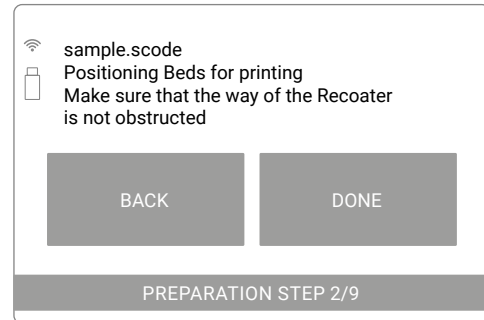 sample.scode
Positioning Beds for printing
Make sure that the way of the Recoater
is not obstructed
BACK
DONE
PREPARATION STEP 2/9